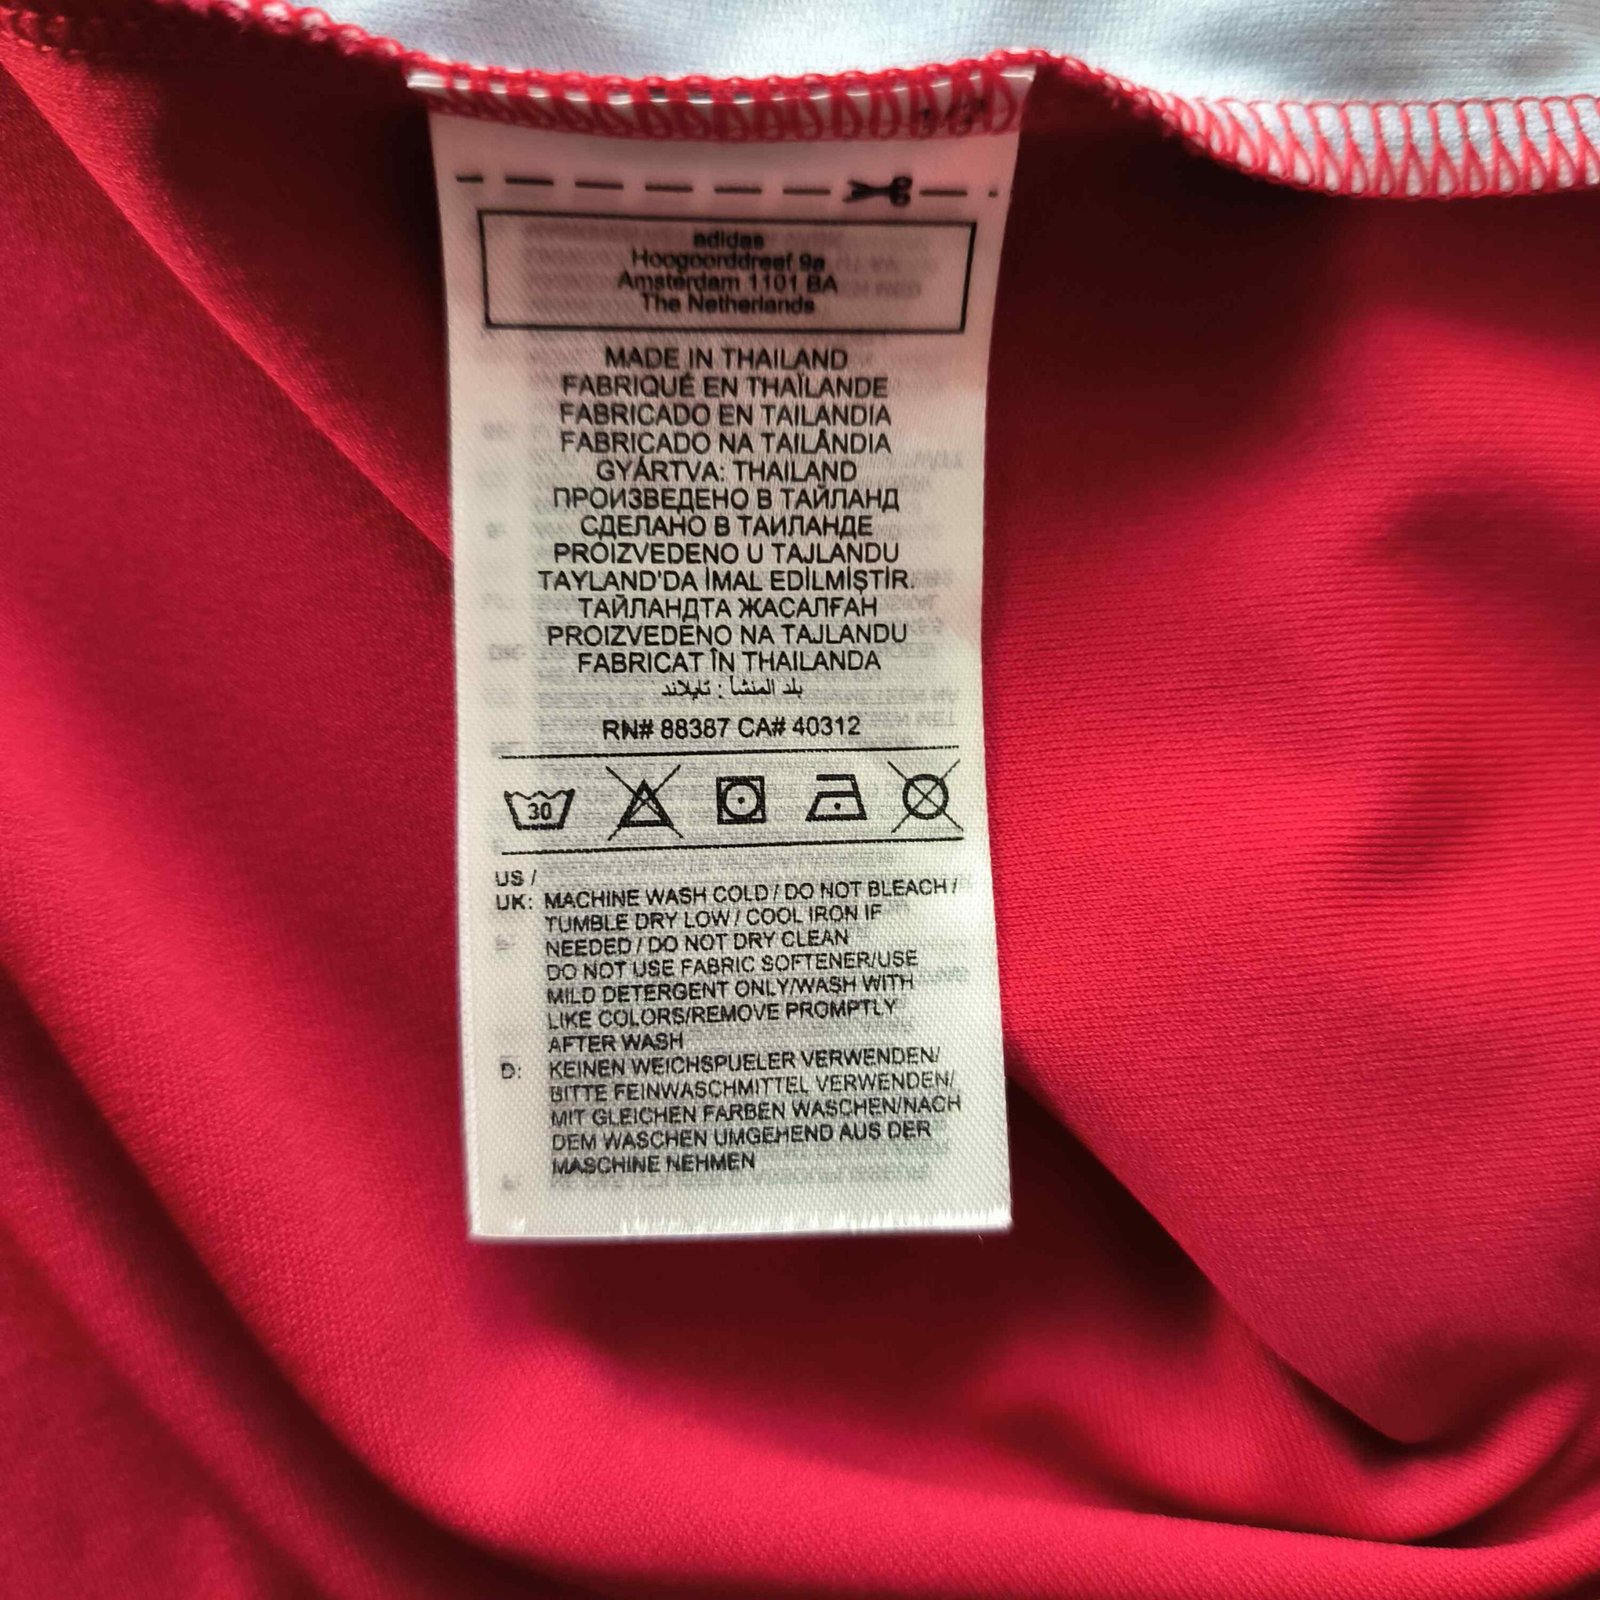 adidas
Hoogoorddreef 9a
Amsterdam 1101 BA
The Netherlands
MADE IN THAILAND
FABRIQUÉ EN THAÏLANDE
FABRICADO EN TAILANDIA
FABRICADO NA TAILÂNDIA
GYÁRTVA: THAILAND
ПРОИЗВЕДЕНО В ТАЙЛАНД
СДЕЛАНО В ТАИЛАНДЕ
PROIZVEDENO U TAJLANDU
TAYLAND'DA İMAL EDİLMİŞTİR.
ТАЙЛАНДТА ЖАСАЛҒАН
PROIZVEDENO NA TAJLANDU
FABRICAT ÎN THAILANDA
بلد المنشأ : تايلاند
RN# 88387 CA# 40312
30
US /
UK: MACHINE WASH COLD / DO NOT BLEACH /
TUMBLE DRY LOW / COOL IRON IF
NEEDED / DO NOT DRY CLEAN
DO NOT USE FABRIC SOFTENER/USE
MILD DETERGENT ONLY/WASH WITH
LIKE COLORS/REMOVE PROMPTLY
AFTER WASH
D: KEINEN WEICHSPUELER VERWENDEN/
BITTE FEINWASCHMITTEL VERWENDEN/
MIT GLEICHEN FARBEN WASCHEN/NACH
DEM WASCHEN UMGEHEND AUS DER
MASCHINE NEHMEN